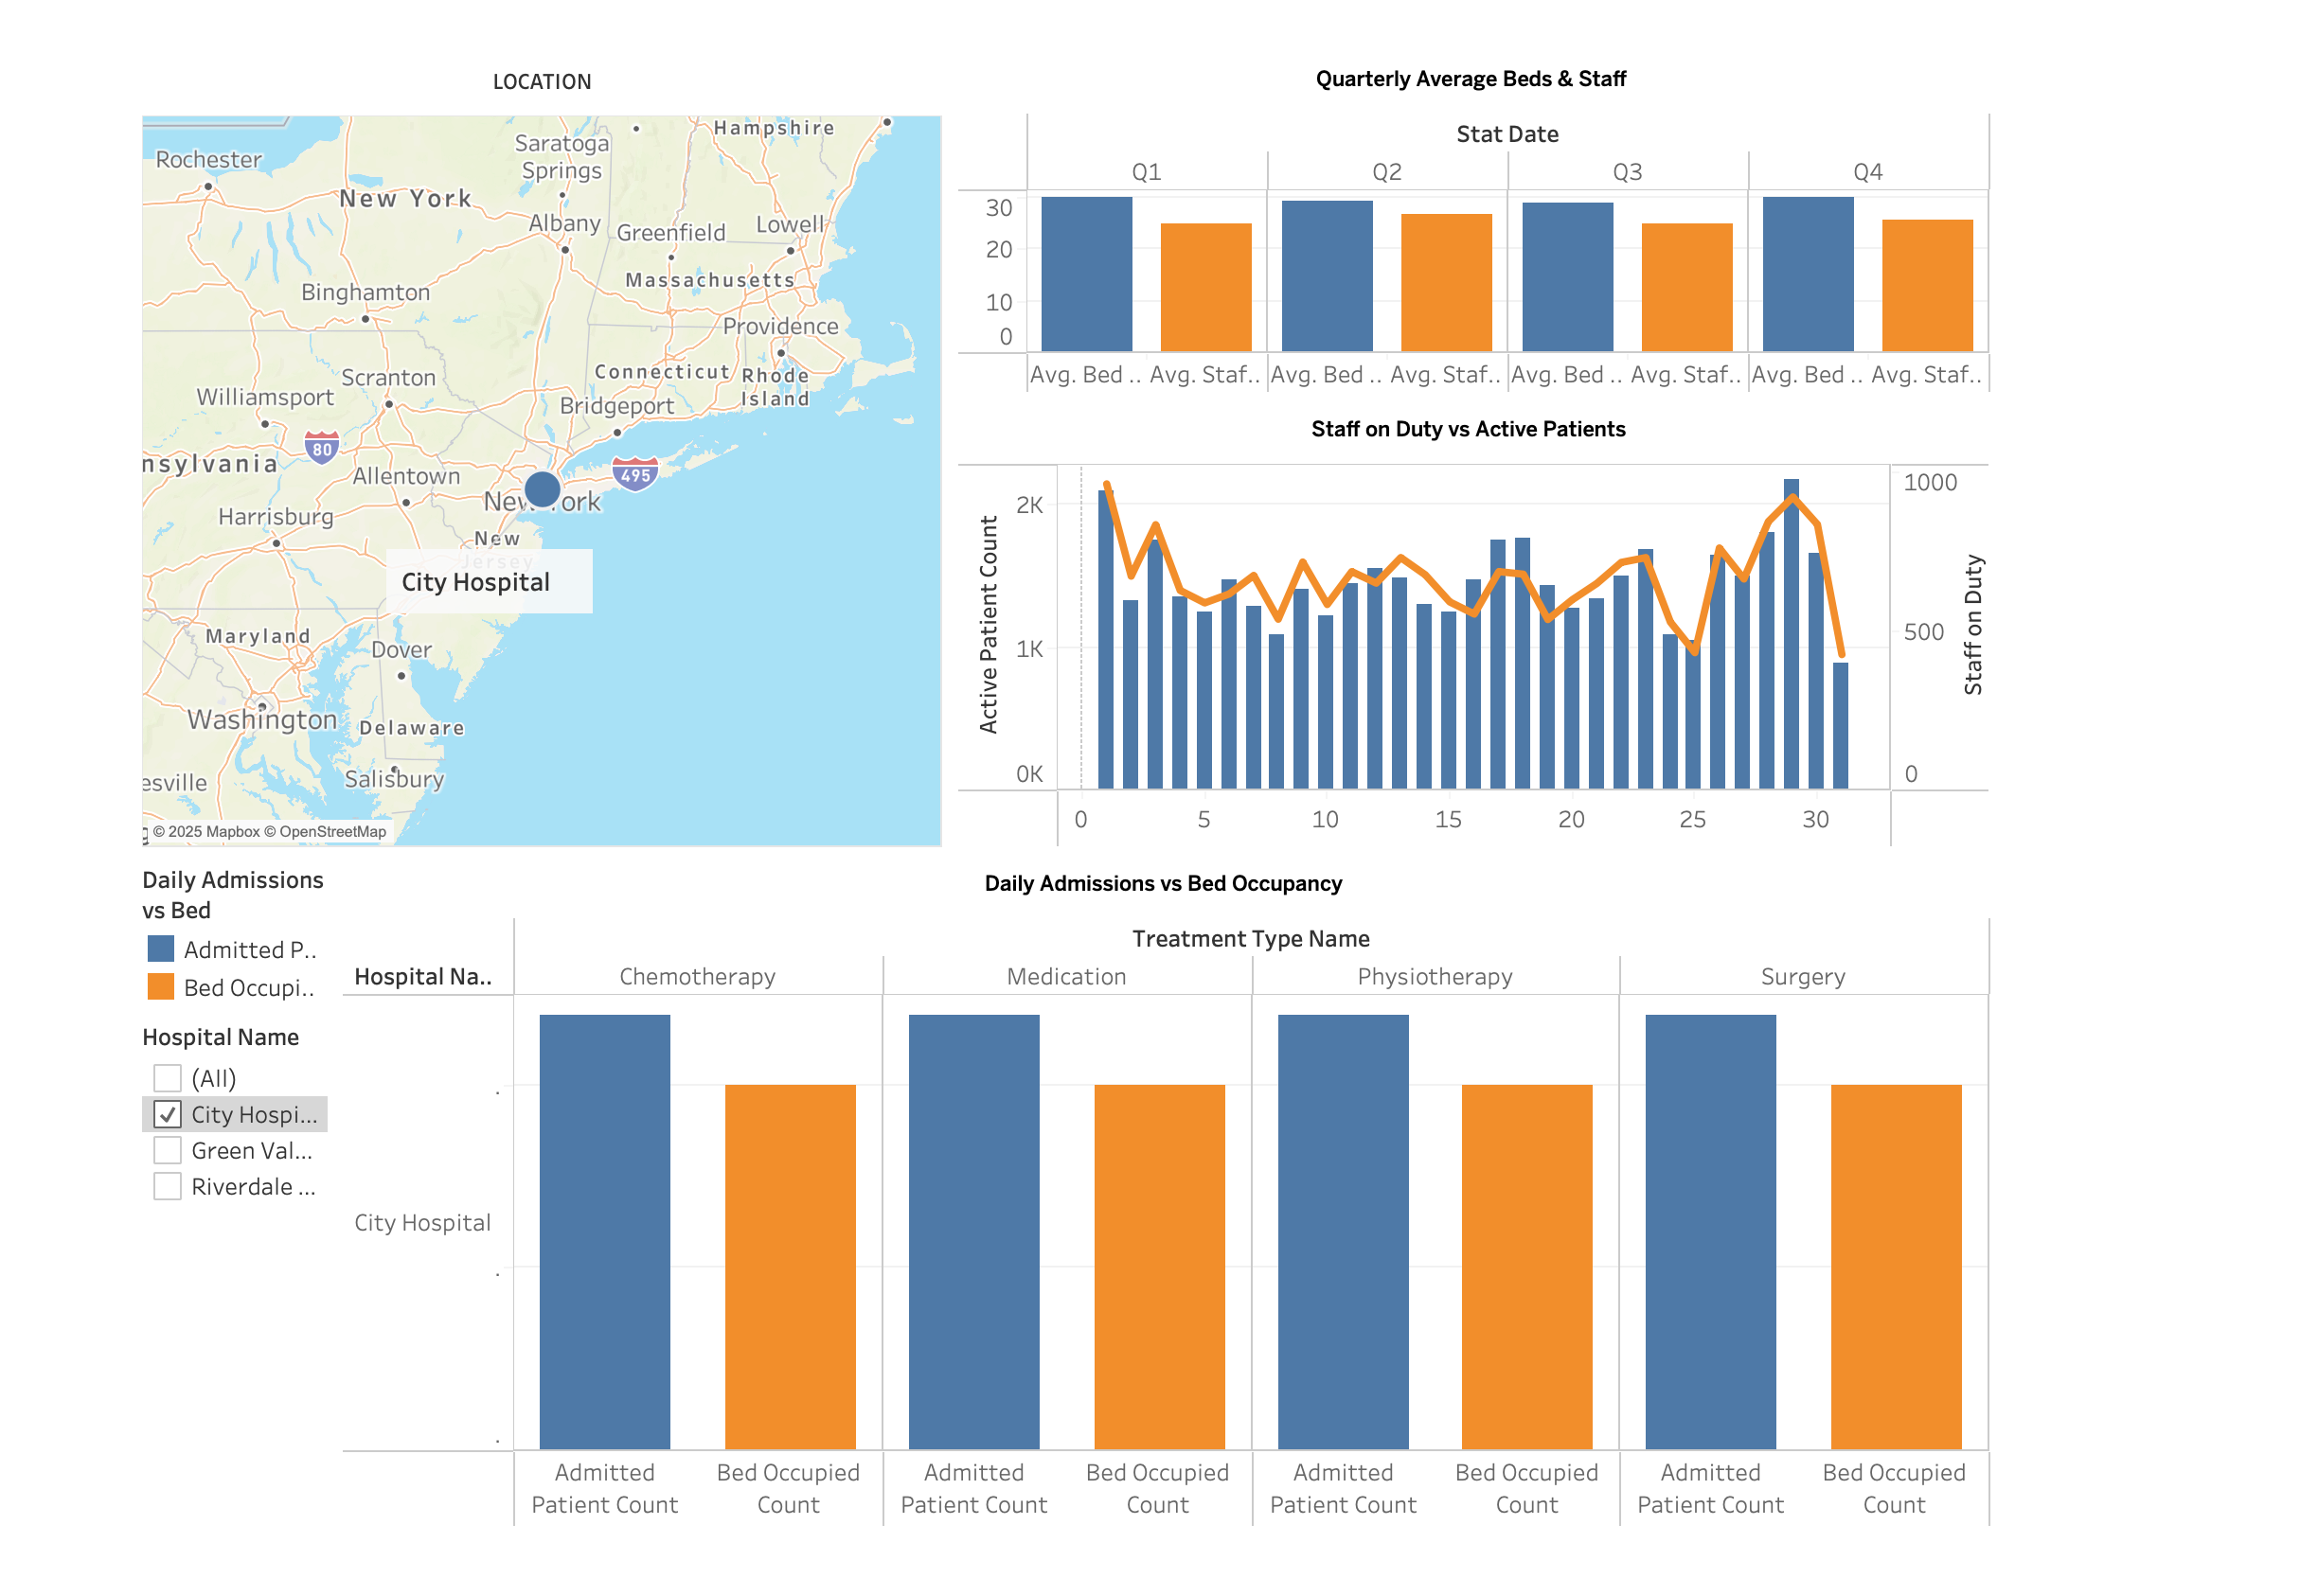 LOCATION
Hampshire
Saratoga
Springs
Rochester
New York
Albany
Greenfield
Lowell
Massachusetts
Binghamton
Providence
Connecticut
Rhode
Island
Scranton
Williamsport
Bridgeport
80
nsylvania
495
Allentown
New York
Harrisburg
New
Jersey
City Hospital
Maryland
Dover
Washington
Delaware
esville
Salisbury
© 2025 Mapbox © OpenStreetMap
Quarterly Average Beds & Staff
Stat Date
Q1 Q2 Q3 Q4
30
20
10
0
Avg. Bed .. Avg. Staf.. Avg. Bed .. Avg. Staf.. Avg. Bed .. Avg. Staf.. Avg. Bed .. Avg. Staf..
Staff on Duty vs Active Patients
Active Patient Count
2K
1K
0K
1000
500
0
Staff on Duty
0 5 10 15 20 25 30
Daily Admissions
vs Bed
Admitted P..
Bed Occupi..
Hospital Name
(All)
City Hospi...
Green Val...
Riverdale ...
Daily Admissions vs Bed Occupancy
Treatment Type Name
Hospital Na.. Chemotherapy Medication Physiotherapy Surgery
City Hospital
Admitted Bed Occupied Admitted Bed Occupied Admitted Bed Occupied Admitted Bed Occupied
Patient Count Count Patient Count Count Patient Count Count Patient Count Count